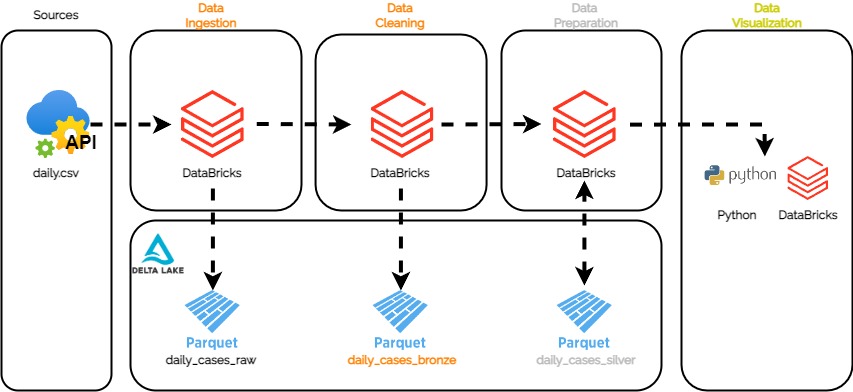 Sources
Data
Ingestion
Data
Cleaning
Data
Preparation
Data
Visualization
API
daily.csv
DataBricks
DataBricks
DataBricks
python
Python
DataBricks
DELTA LAKE
Parquet
daily_cases_raw
Parquet
daily_cases_bronze
Parquet
daily_cases_silver